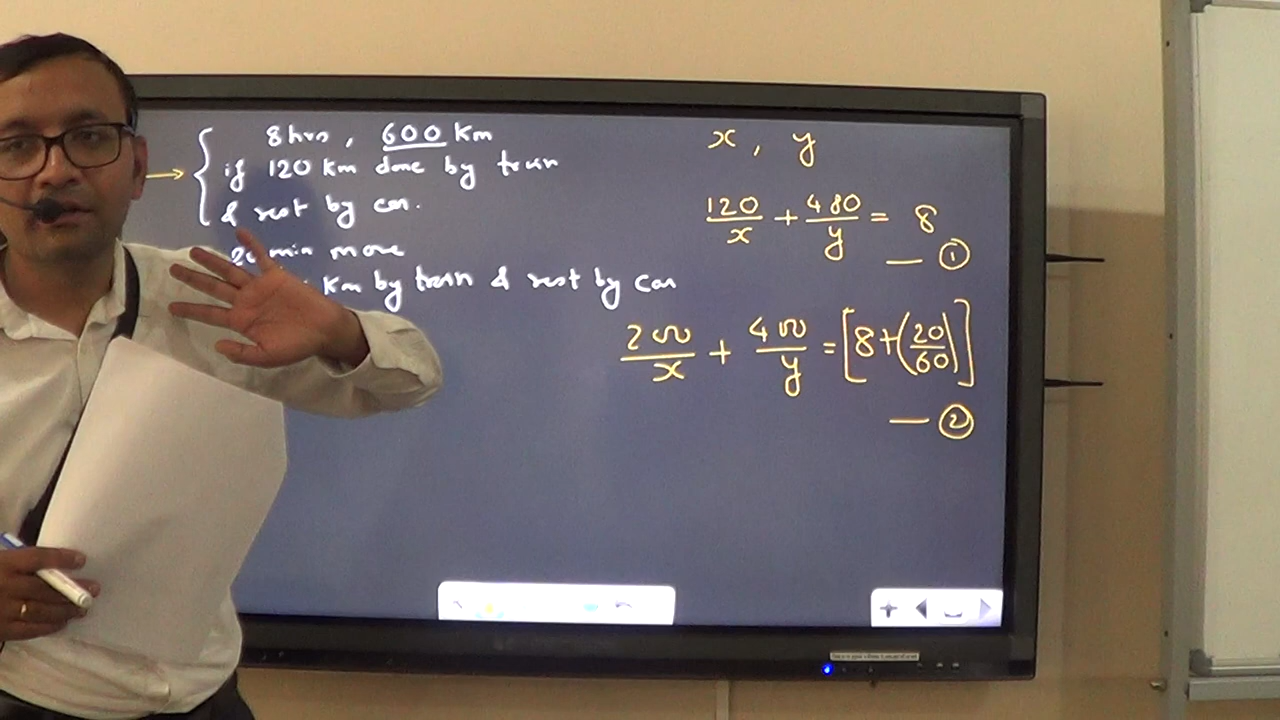 8 hrs, 600 Km
if 120 Km done by train
& rest by car.
20 min more
Km by train & rest by car
x, y
120/x + 480/y = 8
— ①
200/x + 400/y = [8 + (20/60)]
— ②